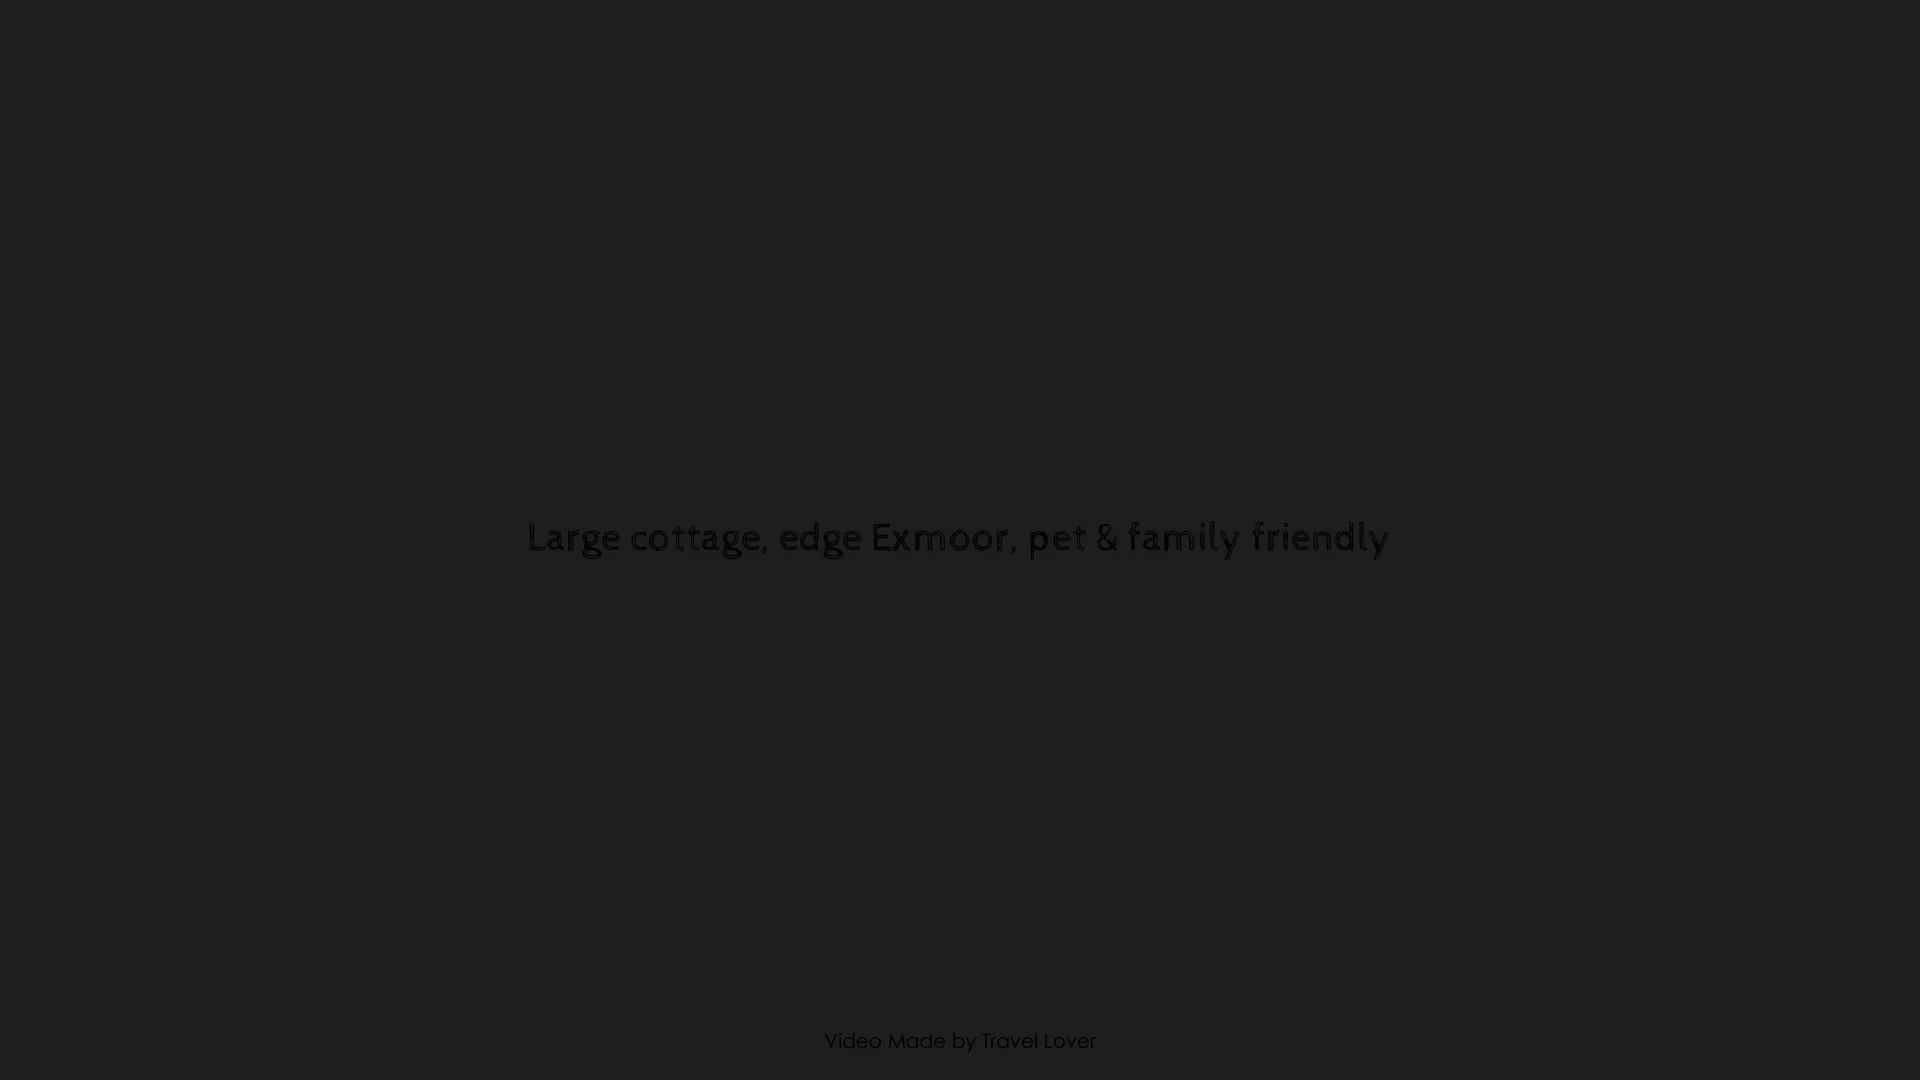 Large cottage, edge Exmoor, pet & family friendly
Video Made by Travel Lover